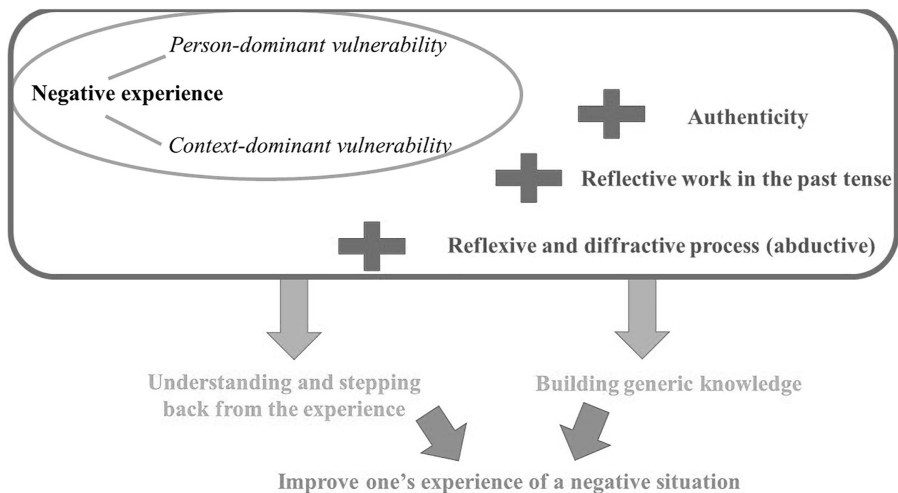 Person-dominant vulnerability
Negative experience
Context-dominant vulnerability
Authenticity
Reflective work in the past tense
Reflexive and diffractive process (abductive)
Understanding and stepping
back from the experience
Building generic knowledge
Improve one's experience of a negative situation